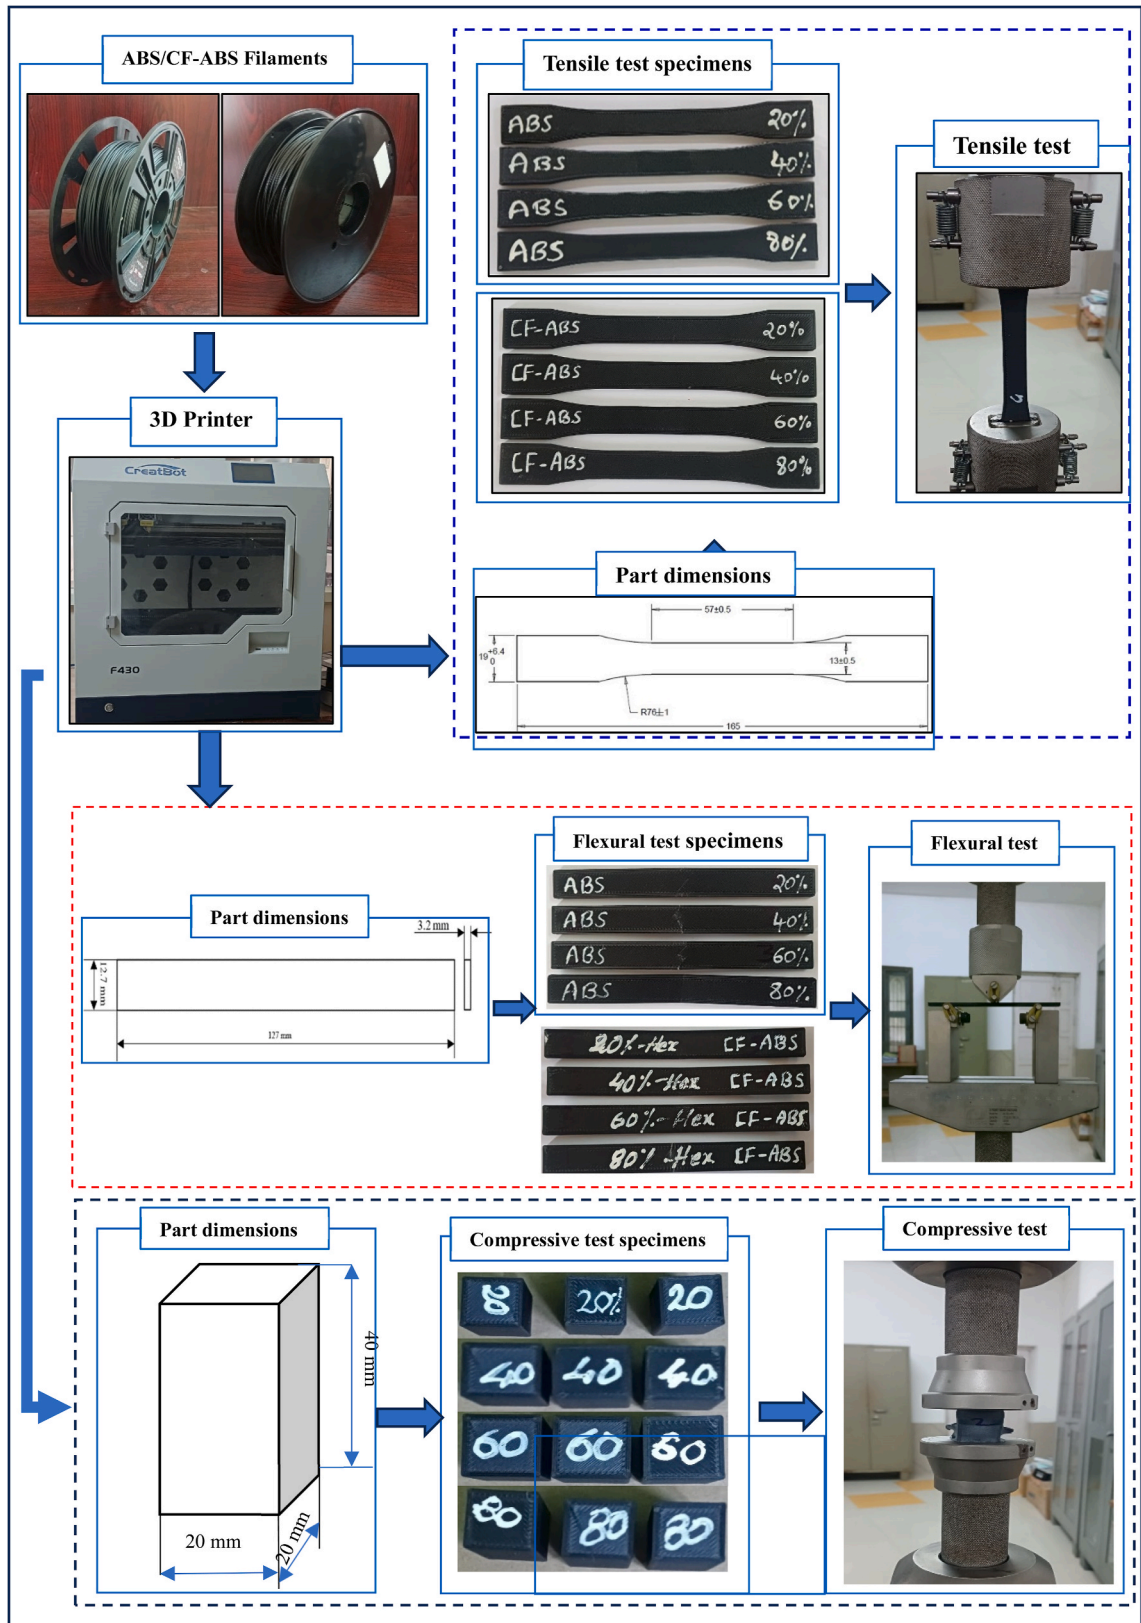 ABS/CF-ABS Filaments
Tensile test specimens
ABS 20%
ABS 40%
ABS 60%
ABS 80%
Tensile test
CF-ABS 20%
CF-ABS 40%
CF-ABS 60%
CF-ABS 80%
3D Printer
CreatBot
F430
Part dimensions
57±0.5
19 +6.4 0
13±0.5
R76±1
165
Flexural test specimens
ABS 20%
ABS 40%
ABS 60%
ABS 80%
Flexural test
Part dimensions
3.2 mm
12.7 mm
127 mm
20%-Hex CF-ABS
40%-Hex CF-ABS
60%-Hex CF-ABS
80%-Hex CF-ABS
Part dimensions
40 mm
20 mm
20 mm
Compressive test specimens
20 20% 20
40 40 40
60 60 60
80 80 80
Compressive test